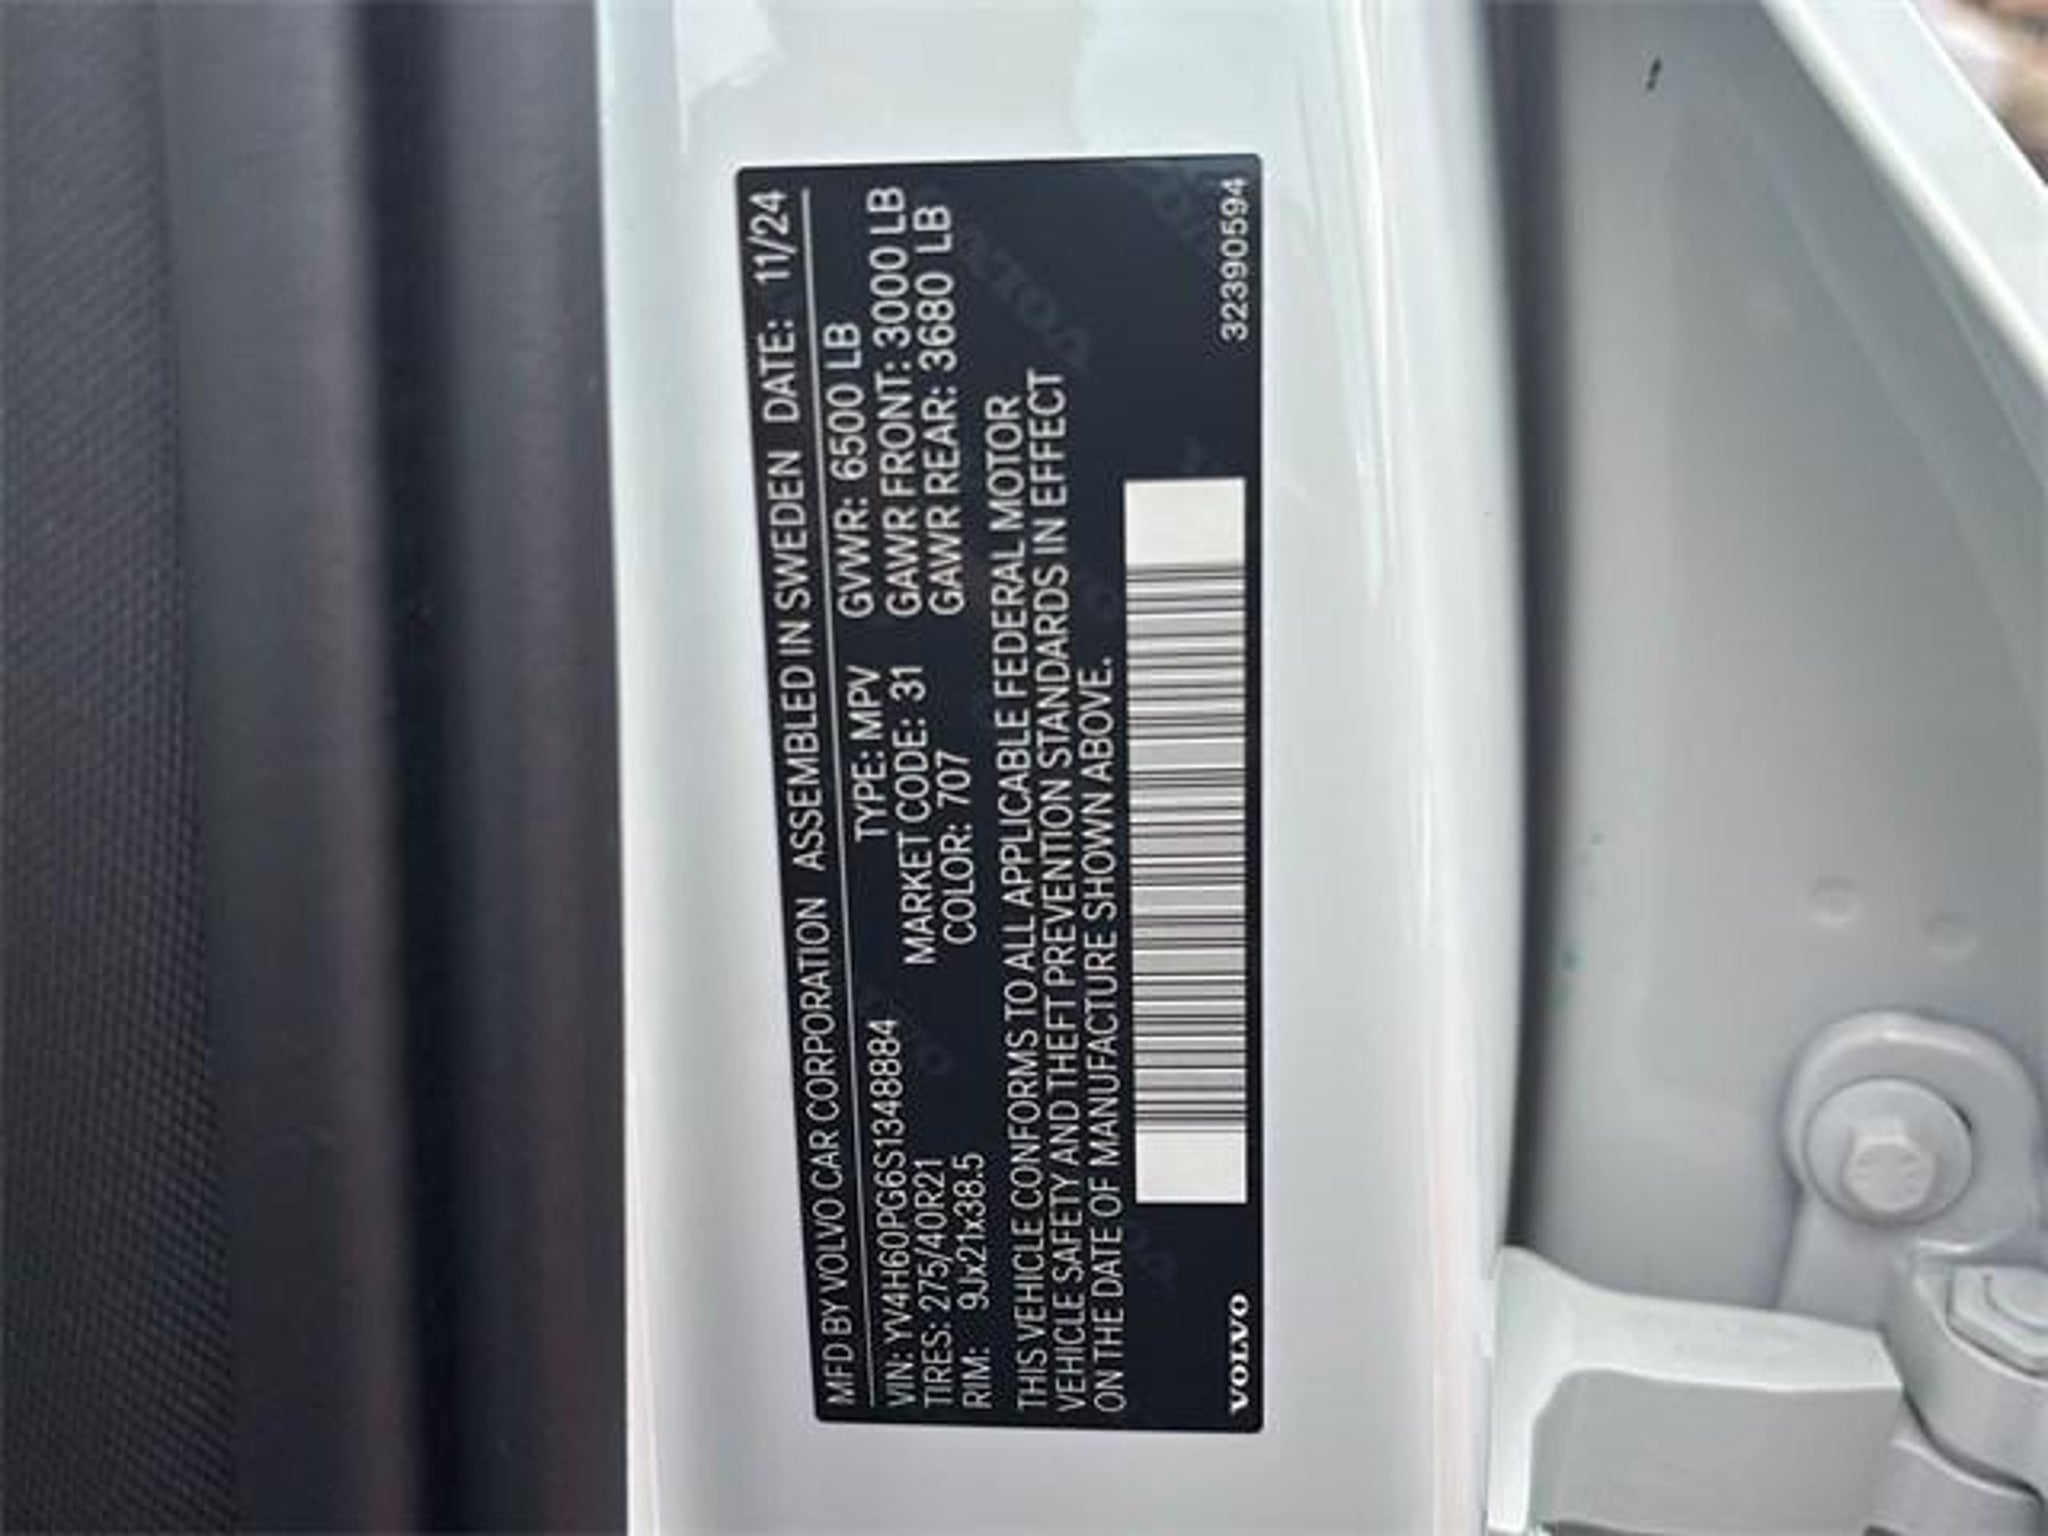 MFD BY VOLVO CAR CORPORATION ASSEMBLED IN SWEDEN DATE: 11/24
VIN: YV4H60PG6S1348884 TYPE: MPV GVWR: 6500 LB
TIRES: 275/40R21 MARKET CODE: 31 GAWR FRONT: 3000 LB
RIM: 9Jx21x38.5 COLOR: 707 GAWR REAR: 3680 LB
THIS VEHICLE CONFORMS TO ALL APPLICABLE FEDERAL MOTOR
VEHICLE SAFETY AND THEFT PREVENTION STANDARDS IN EFFECT
ON THE DATE OF MANUFACTURE SHOWN ABOVE.
VOLVO 32390594